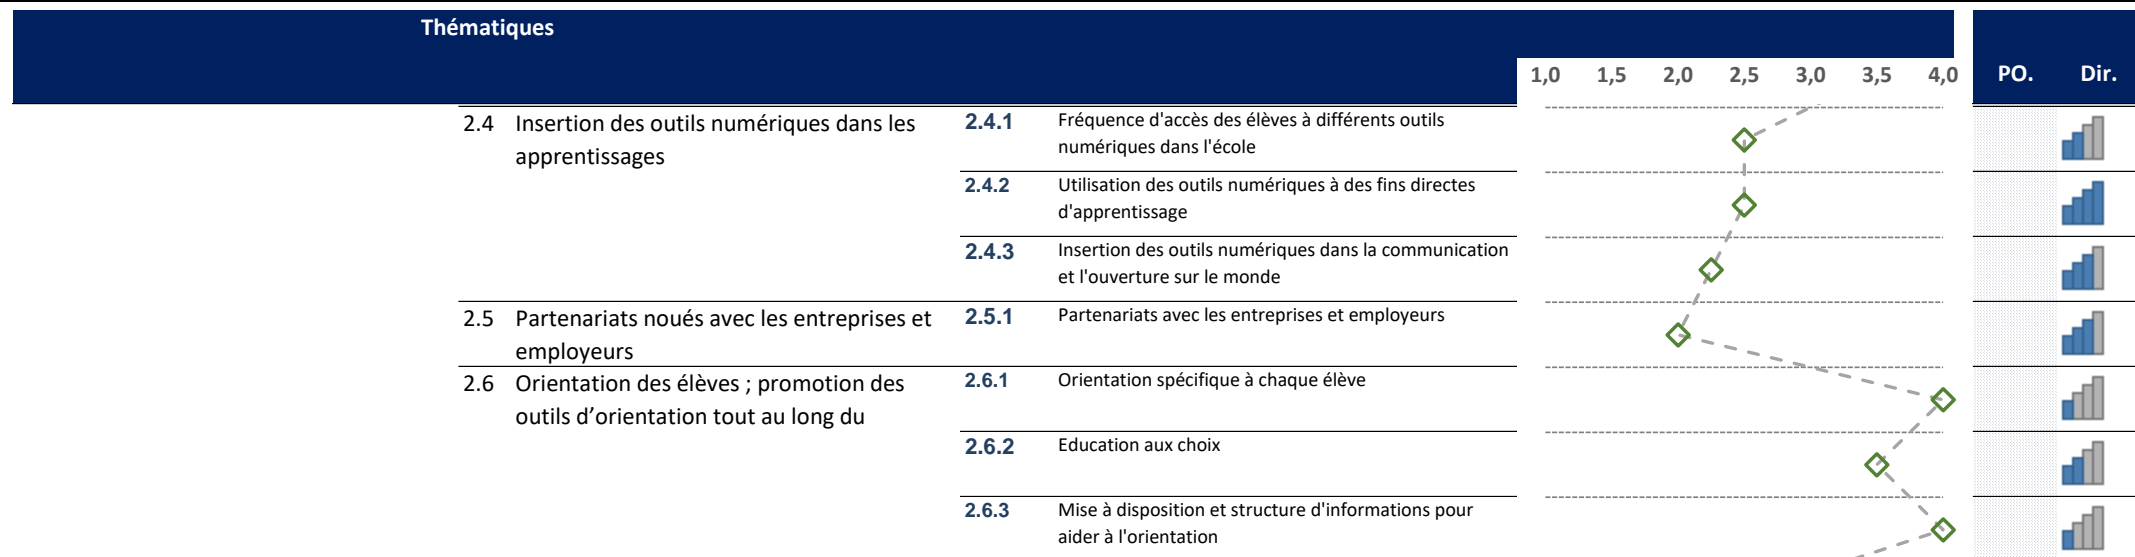 Thématiques
1,0 1,5 2,0 2,5 3,0 3,5 4,0 PO. Dir.
2.4 Insertion des outils numériques dans les
apprentissages
2.4.1 Fréquence d'accès des élèves à différents outils
numériques dans l'école
2.4.2 Utilisation des outils numériques à des fins directes
d'apprentissage
2.4.3 Insertion des outils numériques dans la communication
et l'ouverture sur le monde
2.5 Partenariats noués avec les entreprises et
employeurs
2.5.1 Partenariats avec les entreprises et employeurs
2.6 Orientation des élèves ; promotion des
outils d’orientation tout au long du
2.6.1 Orientation spécifique à chaque élève
2.6.2 Education aux choix
2.6.3 Mise à disposition et structure d'informations pour
aider à l'orientation